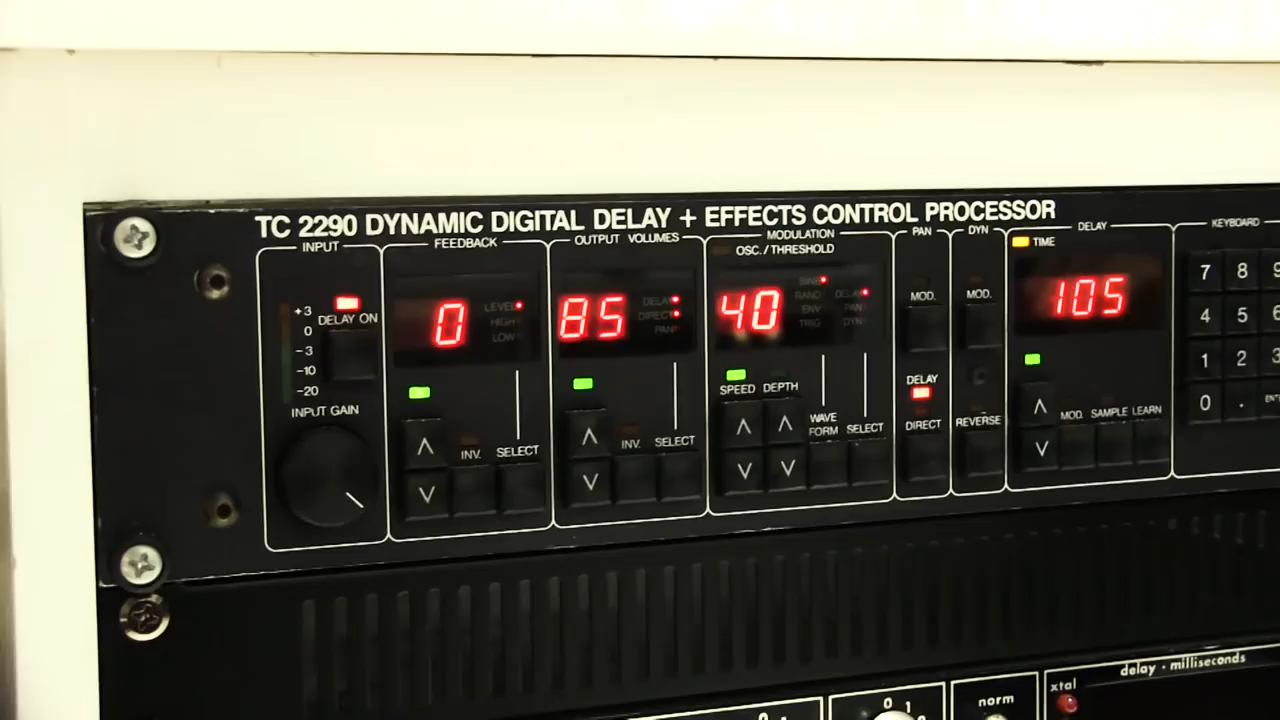 TC 2290 DYNAMIC DIGITAL DELAY + EFFECTS CONTROL PROCESSOR
INPUT
FEEDBACK
OUTPUT VOLUMES
MODULATION
OSC. / THRESHOLD
PAN
DYN
DELAY
KEYBOARD
TIME
+3
0
-3
-10
-20
DELAY ON
INPUT GAIN
0
LEVEL
HIGH
LOW
INV.
SELECT
85
DELAY
DIRECT
PAN
INV.
SELECT
40
SINE
RAND
ENV
TRIG
DELAY
PAN
DYN
SPEED DEPTH
WAVE
FORM
SELECT
MOD.
DELAY
DIRECT
MOD.
REVERSE
105
MOD. SAMPLE LEARN
7 8 9
4 5 6
1 2 3
0 .
delay · milliseconds
xtal
norm
0 1